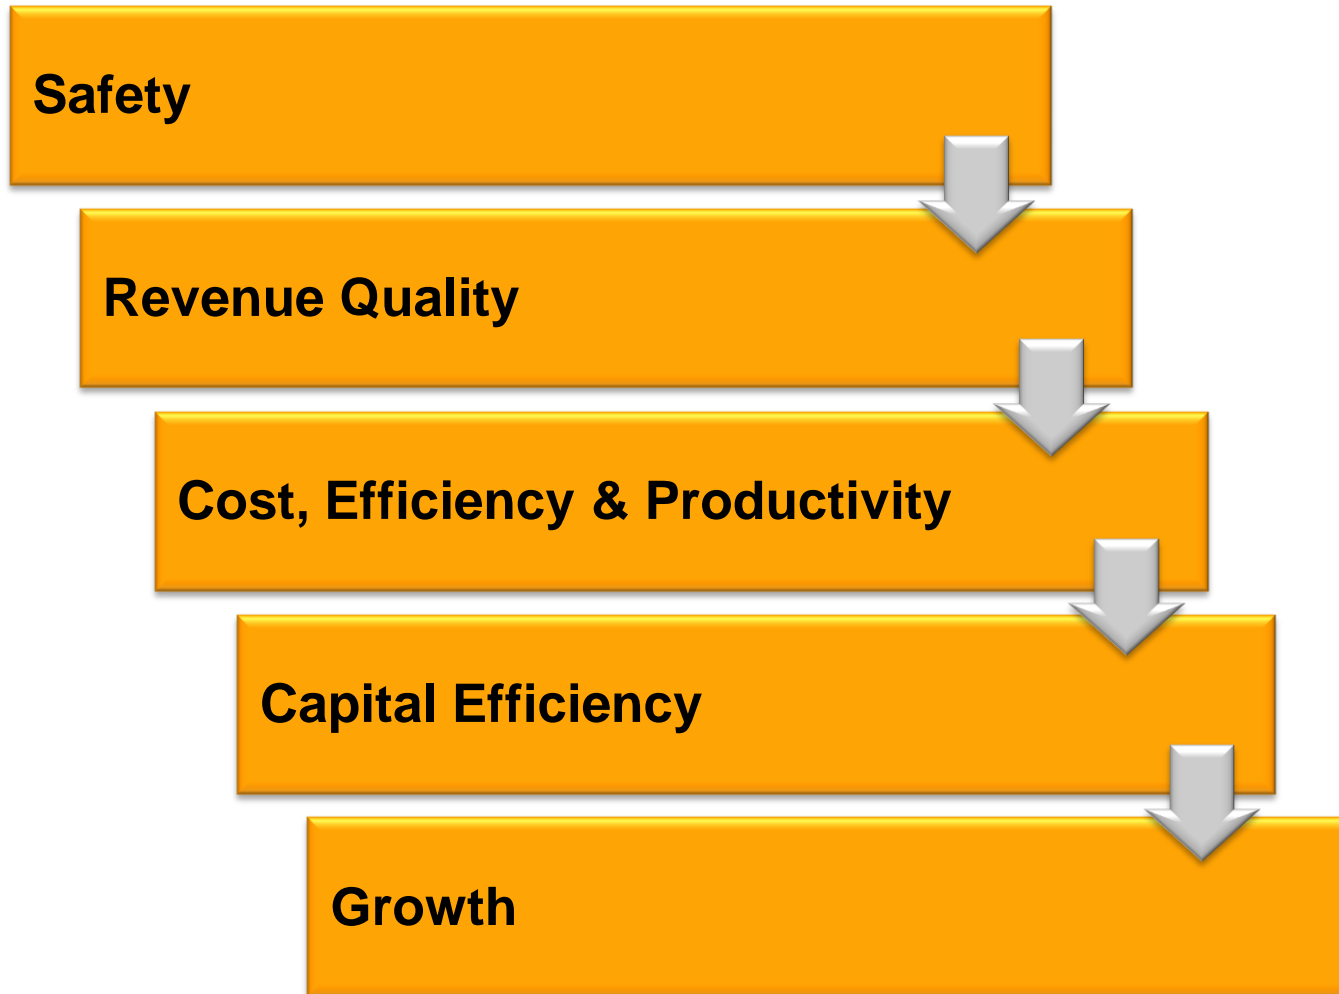 Safety
Revenue Quality
Cost, Efficiency & Productivity
Capital Efficiency
Growth